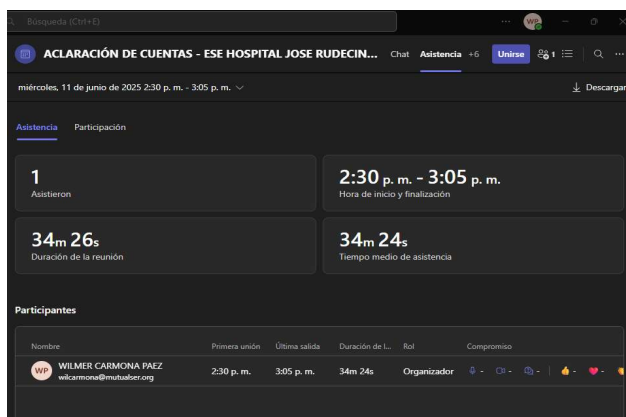 Búsqueda (Ctrl+E)
WP
ACLARACIÓN DE CUENTAS - ESE HOSPITAL JOSE RUDECIN... Chat Asistencia +6 Unirse 1
miércoles, 11 de junio de 2025 2:30 p. m. - 3:05 p. m. Descargar
Asistencia Participación
1
Asistieron
2:30 p. m. - 3:05 p. m.
Hora de inicio y finalización
34m 26s
Duración de la reunión
34m 24s
Tiempo medio de asistencia
Participantes
Nombre Primera unión Última salida Duración de l... Rol Compromiso
WP WILMER CARMONA PAEZ 2:30 p. m. 3:05 p. m. 34m 24s Organizador - - - - -
wilcarmona@mutualser.org